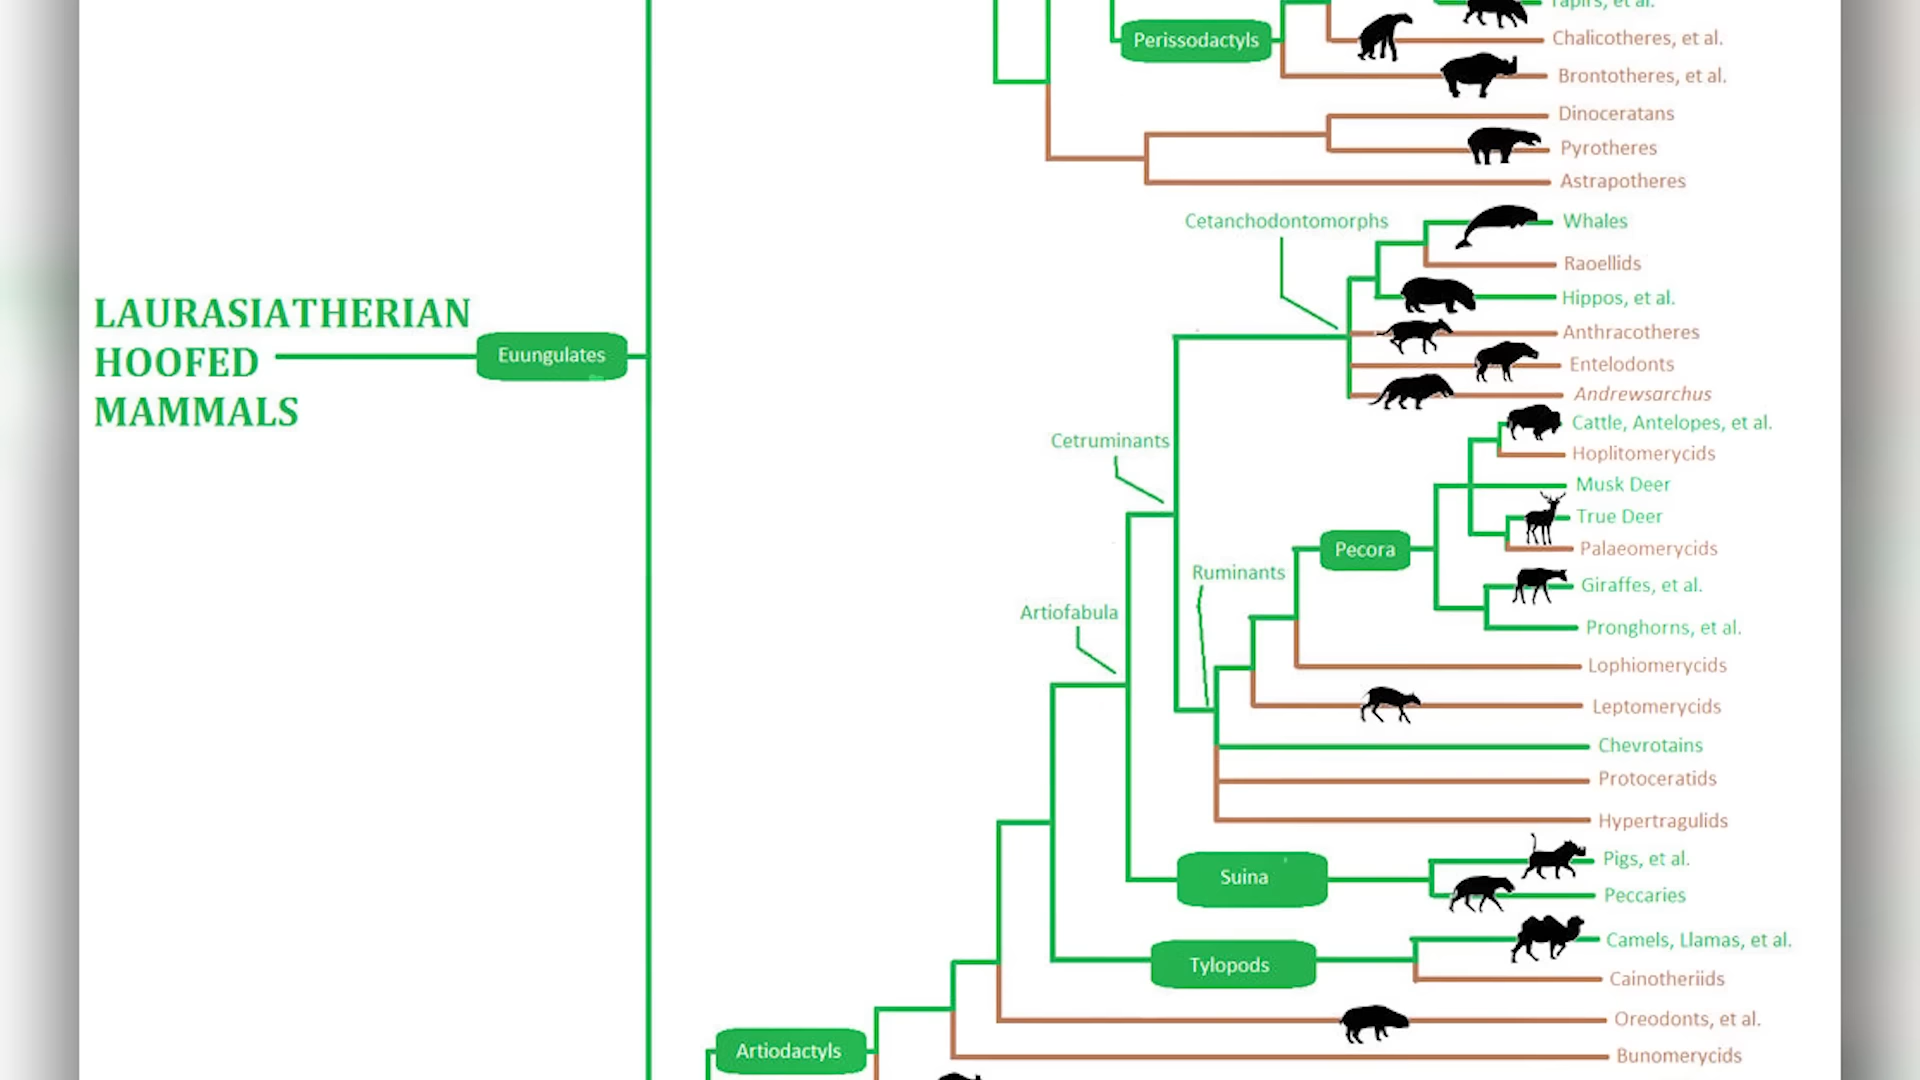 Tapirs, et al.
Perissodactyls
Chalicotheres, et al.
Brontotheres, et al.
Dinoceratans
Pyrotheres
Astrapotheres
Cetanchodontomorphs
Whales
Raoellids
Hippos, et al.
LAURASIATHERIAN
HOOFED
MAMMALS
Euungulates
Anthracotheres
Entelodonts
Andrewsarchus
Cattle, Antelopes, et al.
Cetruminants
Hoplitomerycids
Musk Deer
True Deer
Pecora
Palaeomerycids
Ruminants
Giraffes, et al.
Artiofabula
Pronghorns, et al.
Lophiomerycids
Leptomerycids
Chevrotains
Protoceratids
Hypertragulids
Pigs, et al.
Suina
Peccaries
Camels, Llamas, et al.
Tylopods
Cainotheriids
Oreodonts, et al.
Artiodactyls
Bunomerycids